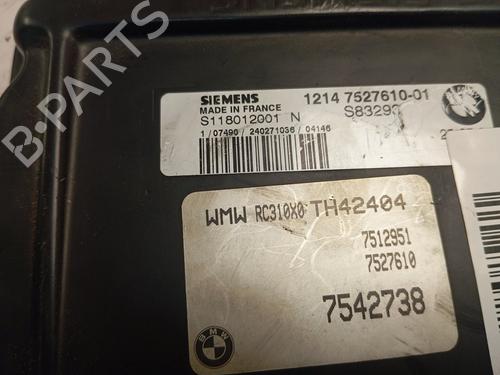 B-PARTS
SIEMENS 1214 7527610-01
MADE IN FRANCE
S118012001 N
1 / 07490 / 240271036 / 04146
WMW RC310X0 TH42404
7512951
7527610
7542738
BMW